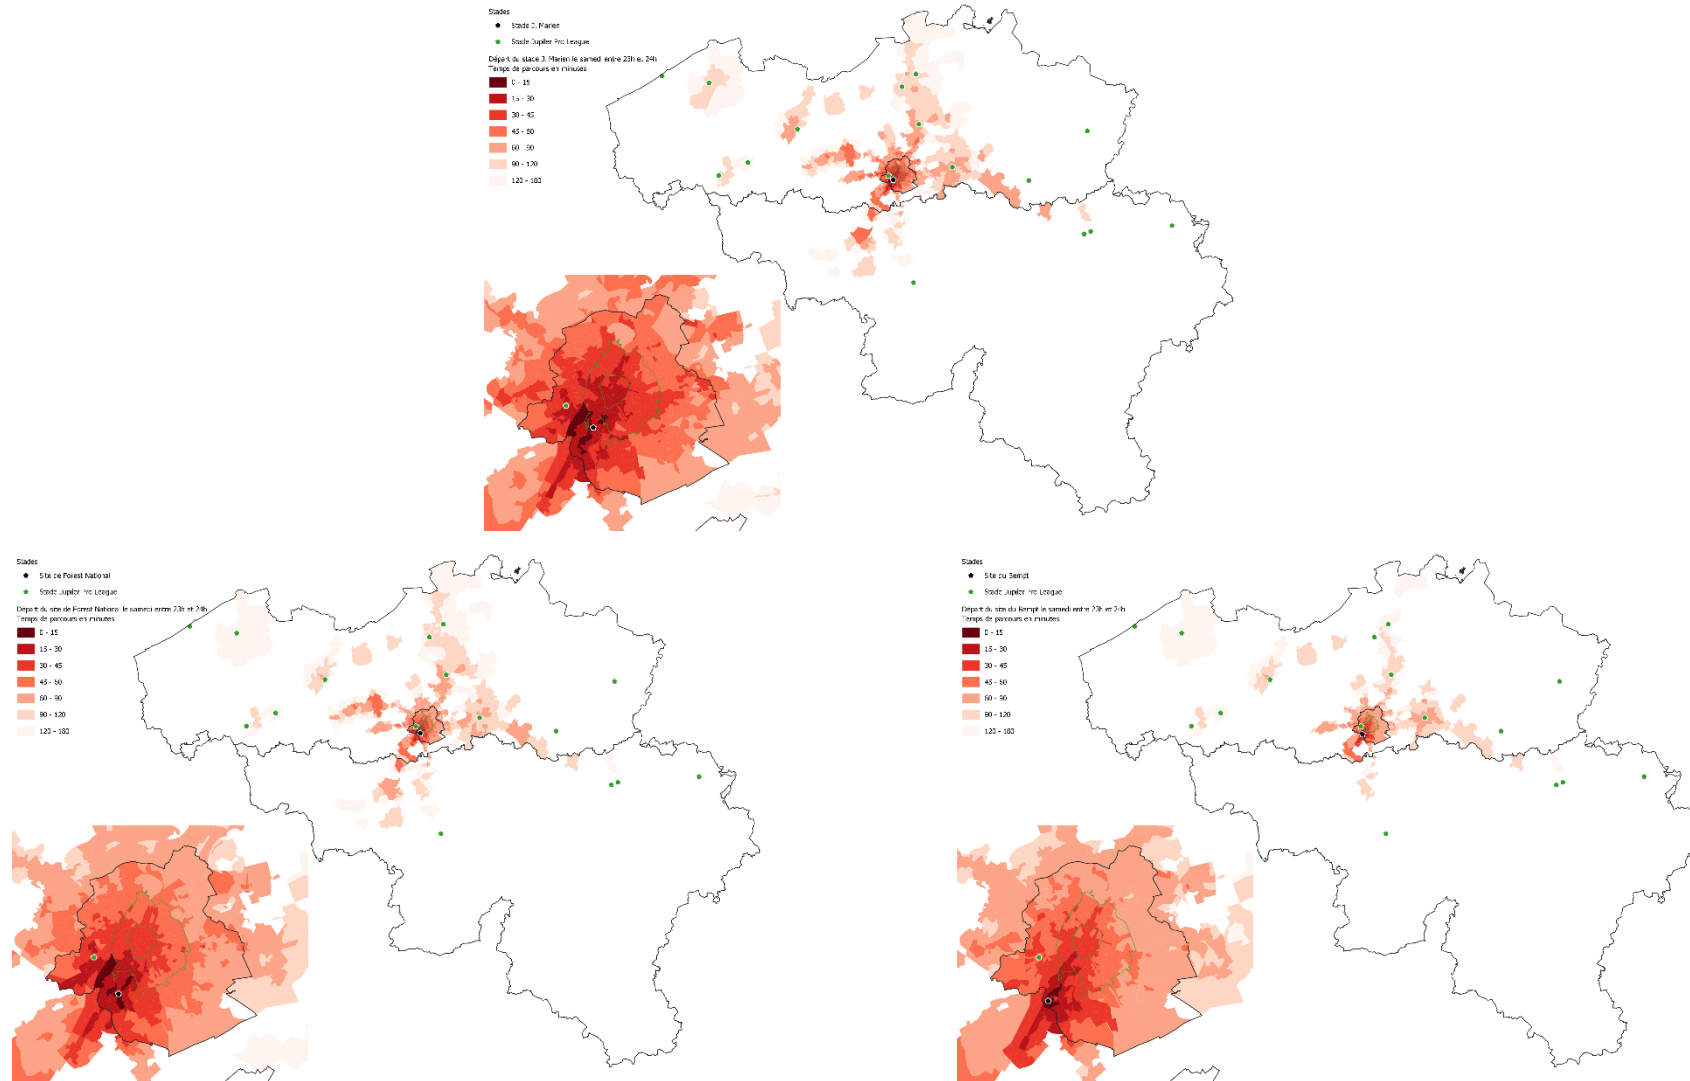 Stades
Stade J. Marien
Stade Jupiler Pro League
Départ du stade J. Marien le samedi entre 23h et 24h
Temps de parcours en minutes
0 - 15
15 - 30
30 - 45
45 - 60
60 - 90
90 - 120
120 - 180
Stades
Site de Forest National
Stade Jupiler Pro League
Départ du site de Forest National le samedi entre 23h et 24h
Temps de parcours en minutes
0 - 15
15 - 30
30 - 45
45 - 60
60 - 90
90 - 120
120 - 180
Stades
Site du Bempt
Stade Jupiler Pro League
Départ du site du Bempt le samedi entre 23h et 24h
Temps de parcours en minutes
0 - 15
15 - 30
30 - 45
45 - 60
60 - 90
90 - 120
120 - 180